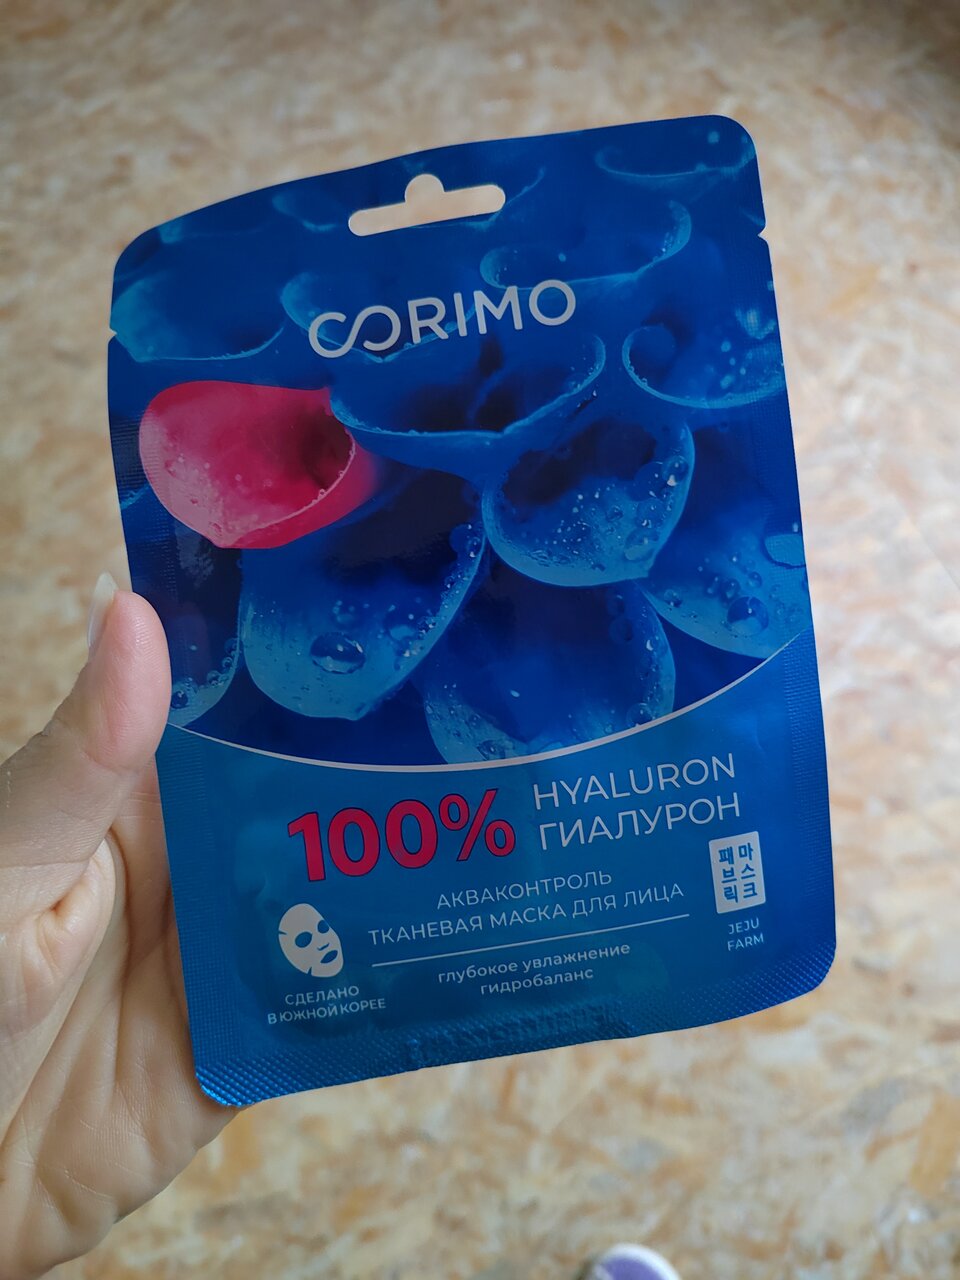 CORIMO
100%
HYALURON
ГИАЛУРОН
АКВАКОНТРОЛЬ
ТКАНЕВАЯ МАСКА ДЛЯ ЛИЦА
глубокое увлажнение
гидробаланс
СДЕЛАНО
В ЮЖНОЙ КОРЕЕ
패마
브스
릭크
JEJU
FARM